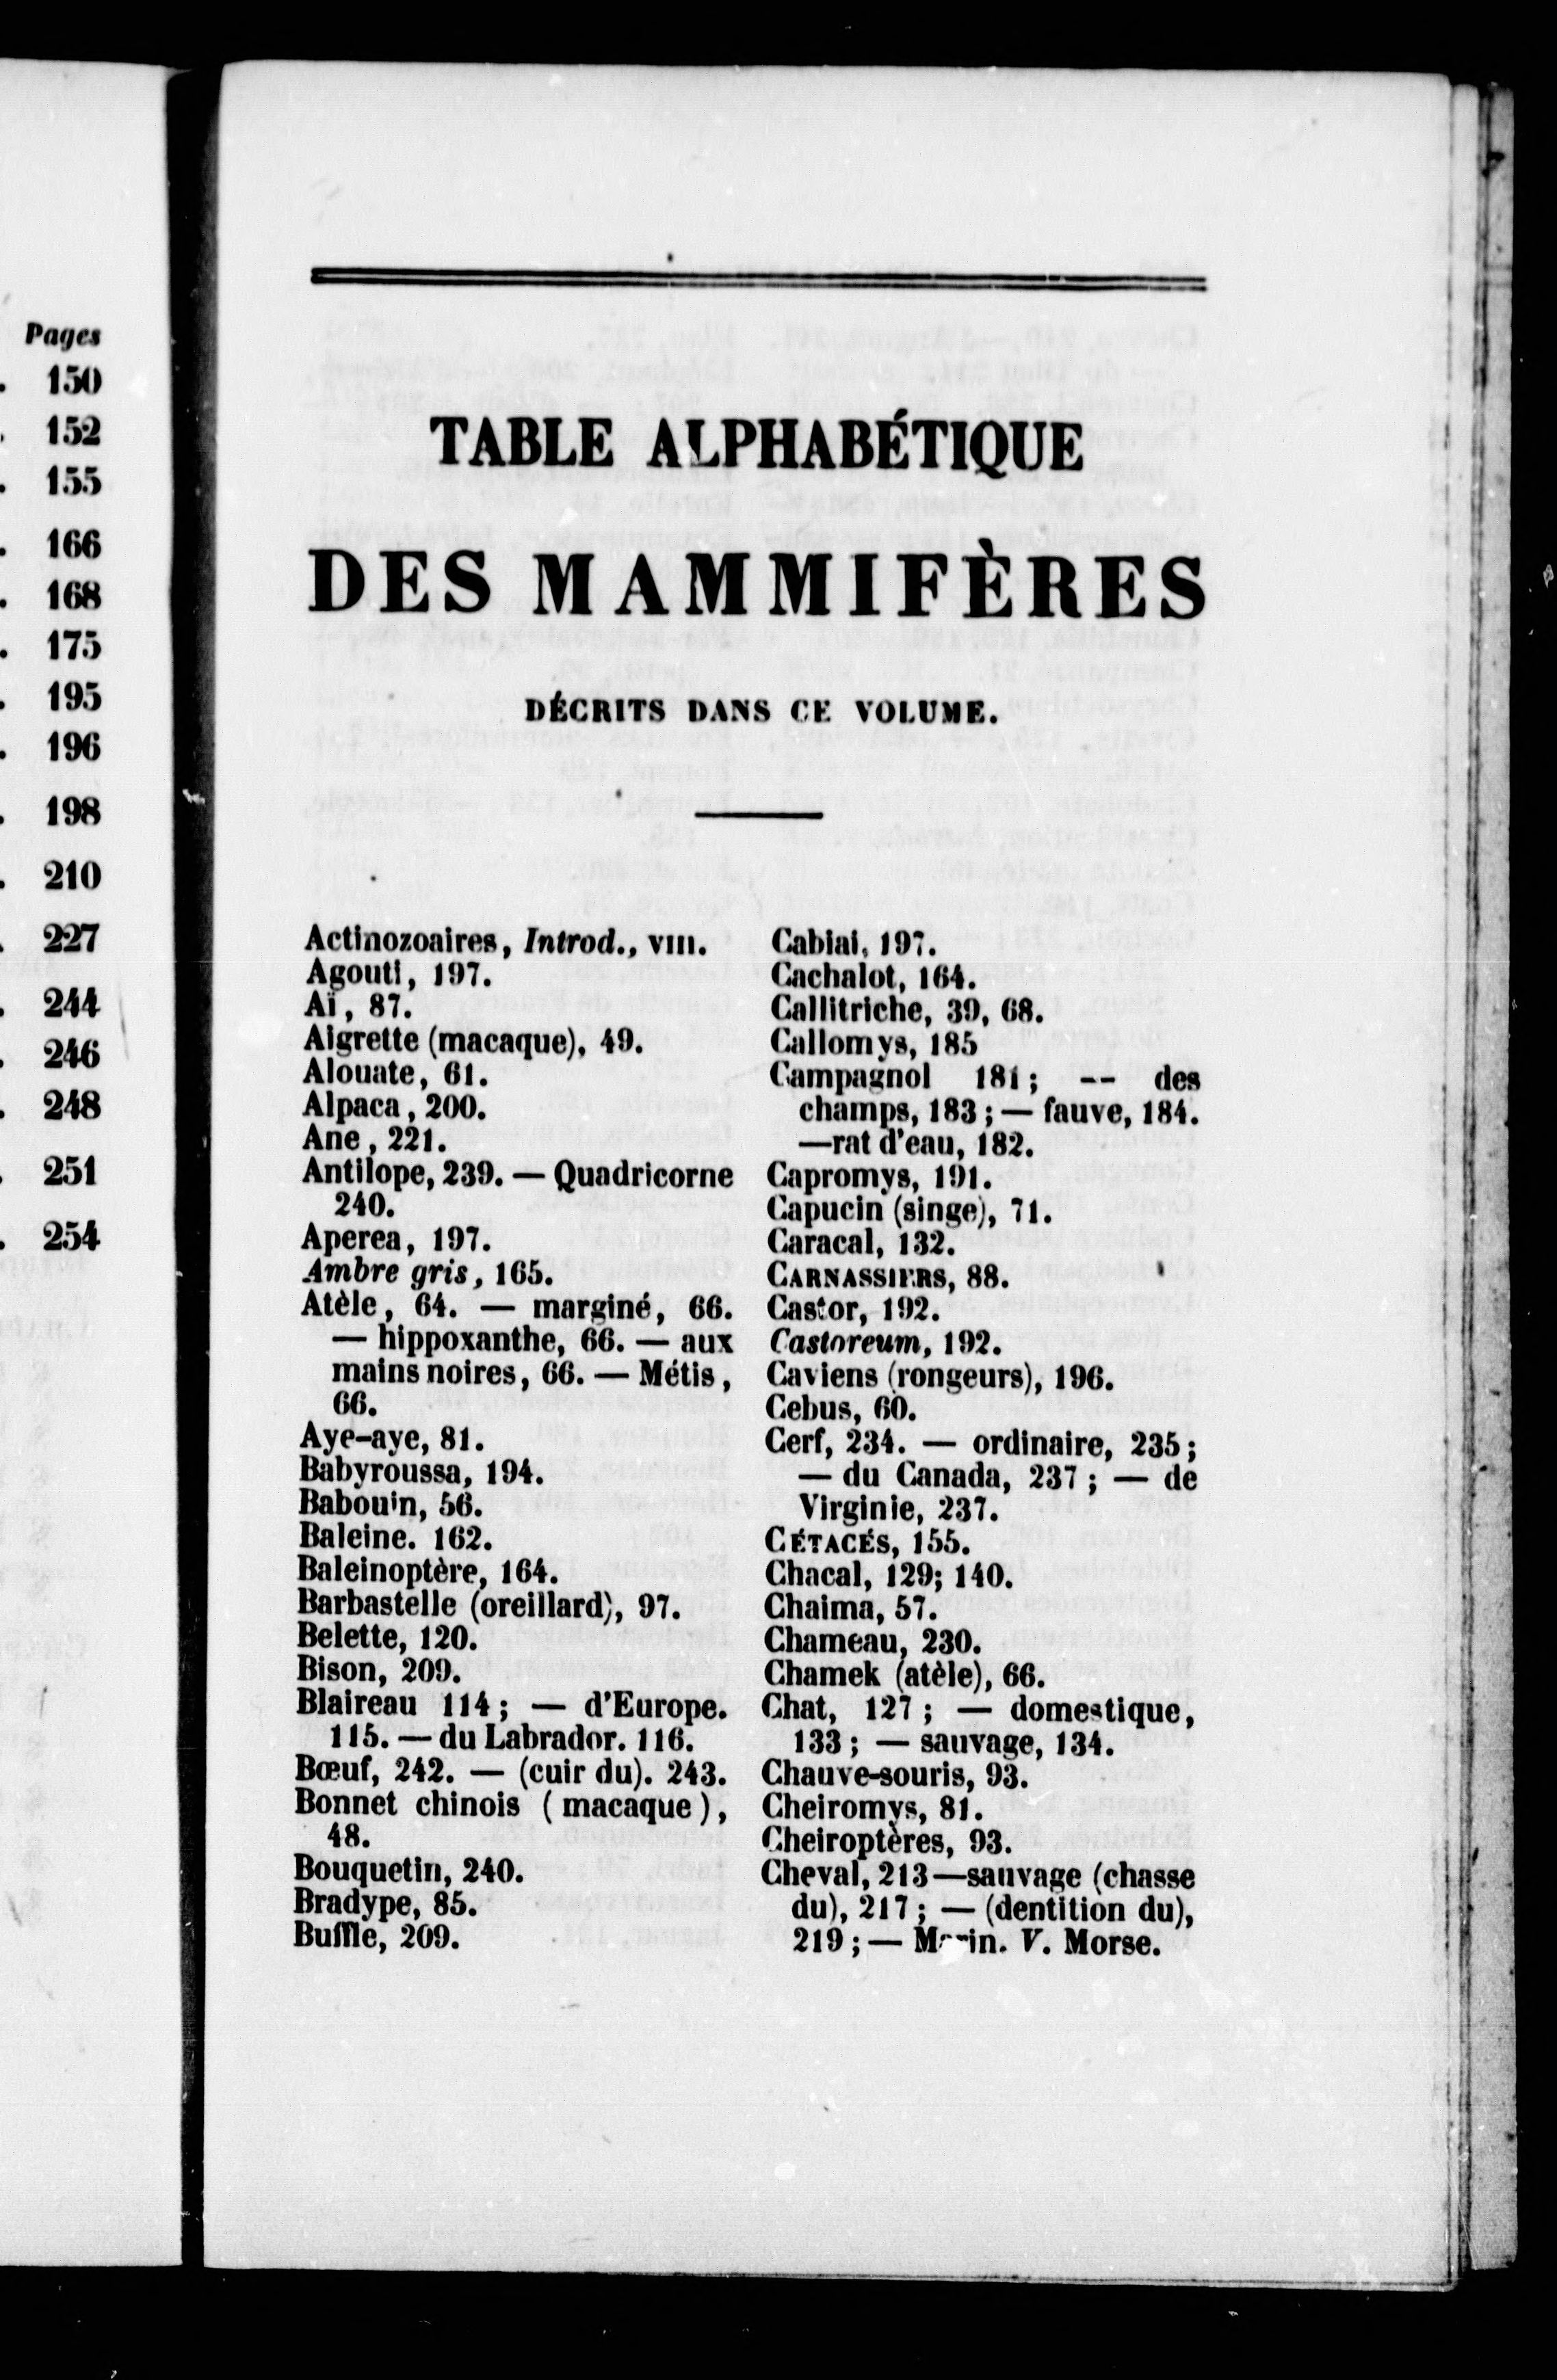 Pages
150
152
155
166
168
175
195
196
198
210
227
244
246
248
251
254
TABLE ALPHABÉTIQUE
DES MAMMIFÈRES
DÉCRITS DANS CE VOLUME.
Actinozoaires, Introd., VIII.
Agouti, 197.
Aï, 87.
Aigrette (macaque), 49.
Alouate, 61.
Alpaca, 200.
Ane, 221.
Antilope, 239. — Quadricorne
240.
Aperea, 197.
Ambre gris, 165.
Atèle, 64. — marginé, 66.
— hippoxanthe, 66. — aux
mains noires, 66. — Métis,
66.
Aye-aye, 81.
Babyroussa, 194.
Babouin, 56.
Baleine. 162.
Baleinoptère, 164.
Barbastelle (oreillard), 97.
Belette, 120.
Bison, 209.
Blaireau 114; — d'Europe.
115. — du Labrador. 116.
Bœuf, 242. — (cuir du). 243.
Bonnet chinois (macaque),
48.
Bouquetin, 240.
Bradype, 85.
Buffle, 209.
Cabiai, 197.
Cachalot, 164.
Callitriche, 39, 68.
Callomys, 185
Campagnol 181; -- des
champs, 183; — fauve, 184.
—rat d'eau, 182.
Capromys, 191.
Capucin (singe), 71.
Caracal, 132.
CARNASSIERS, 88.
Castor, 192.
Castoreum, 192.
Caviens (rongeurs), 196.
Cebus, 60.
Cerf, 234. — ordinaire, 235;
— du Canada, 237; — de
Virginie, 237.
CÉTACÉS, 155.
Chacal, 129; 140.
Chaima, 57.
Chameau, 230.
Chamek (atèle), 66.
Chat, 127; — domestique,
133; — sauvage, 134.
Chauve-souris, 93.
Cheiromys, 81.
Cheiroptères, 93.
Cheval, 213—sauvage (chasse
du), 217; — (dentition du),
219; — Marin. V. Morse.